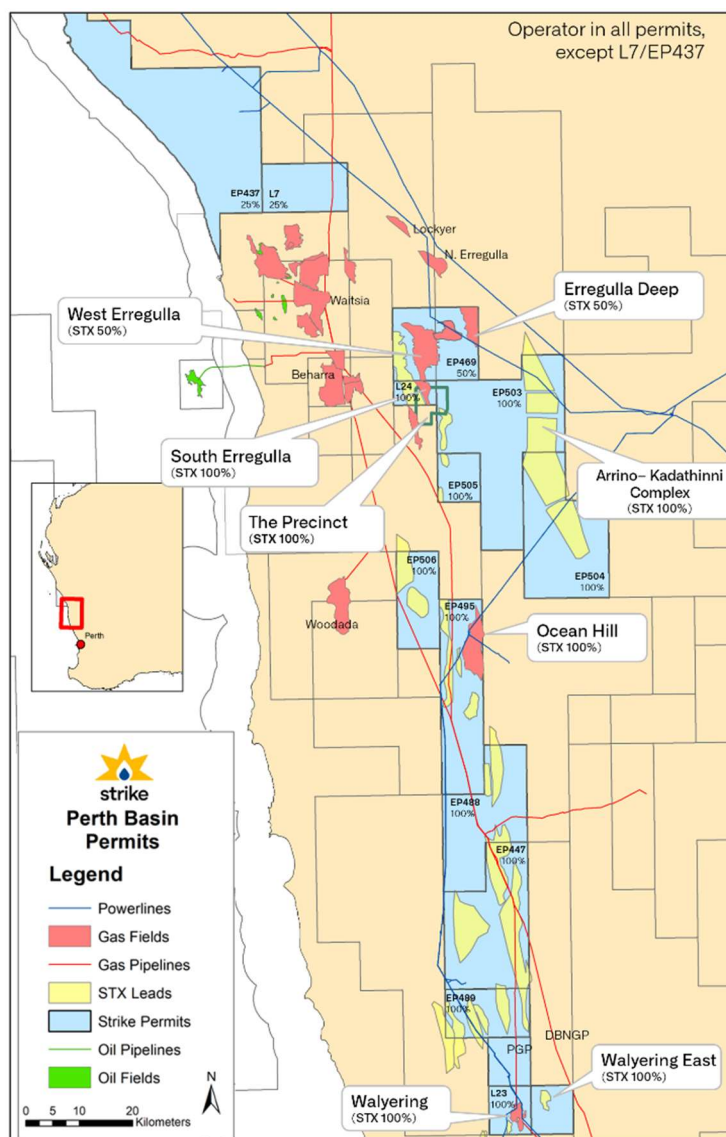 Operator in all permits,
except L7/EP437
EP437
25%
L7
25%
Lockyer
N. Erregulla
West Erregulla
(STX 50%)
Waitsia
Erregulla Deep
(STX 50%)
EP469
50%
Beharra
L24
100%
EP503
100%
South Erregulla
(STX 100%)
Arrino– Kadathinni
Complex
(STX 100%)
EP505
100%
The Precinct
(STX 100%)
EP506
100%
EP504
100%
EP495
100%
Woodada
Ocean Hill
(STX 100%)
Perth
strike
Perth Basin
Permits
Legend
Powerlines
Gas Fields
Gas Pipelines
STX Leads
Strike Permits
Oil Pipelines
Oil Fields
N
0 5 10 20
Kilometers
EP488
100%
EP447
100%
EP489
100%
PGP
DBNGP
Walyering East
(STX 100%)
L23
100%
Walyering
(STX 100%)